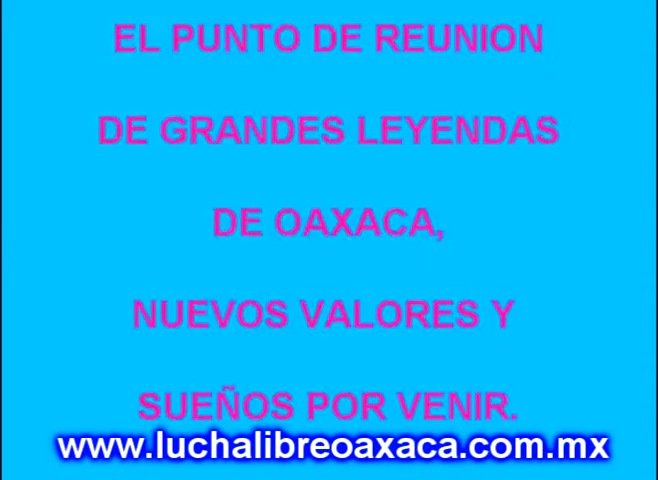 EL PUNTO DE REUNION
DE GRANDES LEYENDAS
DE OAXACA,
NUEVOS VALORES Y
SUEÑOS POR VENIR.
www.luchalibreoaxaca.com.mx